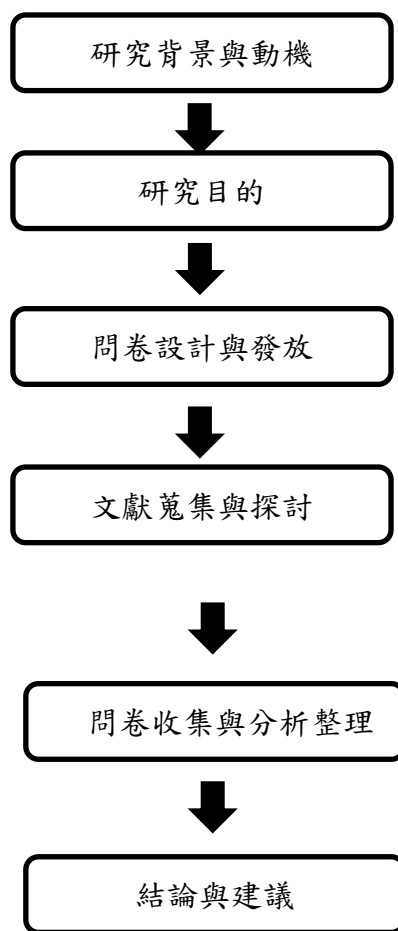 研究背景與動機
研究目的
問卷設計與發放
文獻蒐集與探討
問卷收集與分析整理
結論與建議